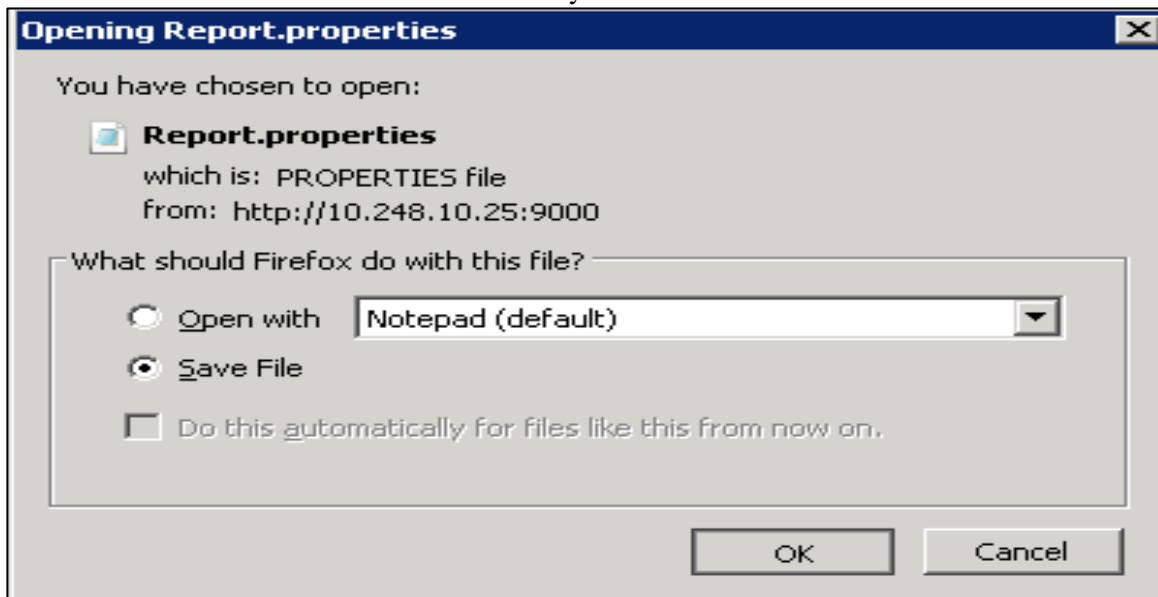 y
Opening Report.properties
You have chosen to open:
Report.properties
which is: PROPERTIES file
from: http://10.248.10.25:9000
What should Firefox do with this file?
Open with Notepad (default)
Save File
Do this automatically for files like this from now on.
OK Cancel